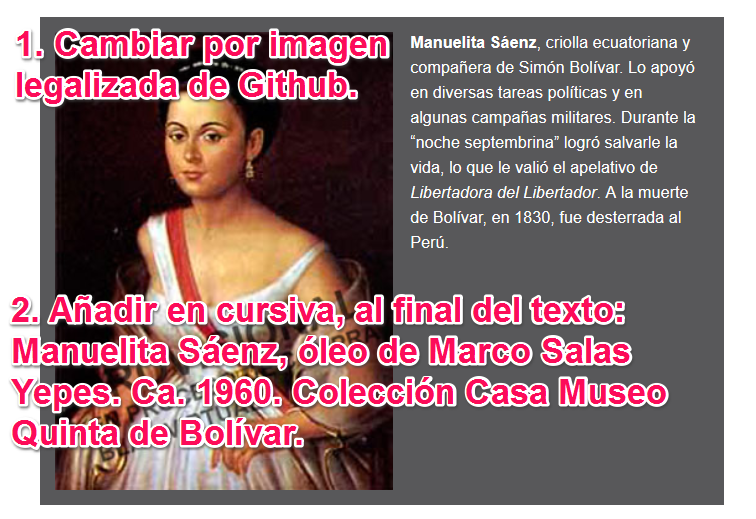 1. Cambiar por imagen
legalizada de Github.
Manuelita Sáenz, criolla ecuatoriana y
compañera de Simón Bolívar. Lo apoyó
en diversas tareas políticas y en
algunas campañas militares. Durante la
“noche septembrina” logró salvarle la
vida, lo que le valió el apelativo de
Libertadora del Libertador. A la muerte
de Bolívar, en 1830, fue desterrada al
Perú.
2. Añadir en cursiva, al final del texto:
Manuelita Sáenz, óleo de Marco Salas
Yepes. Ca. 1960. Colección Casa Museo
Quinta de Bolívar.